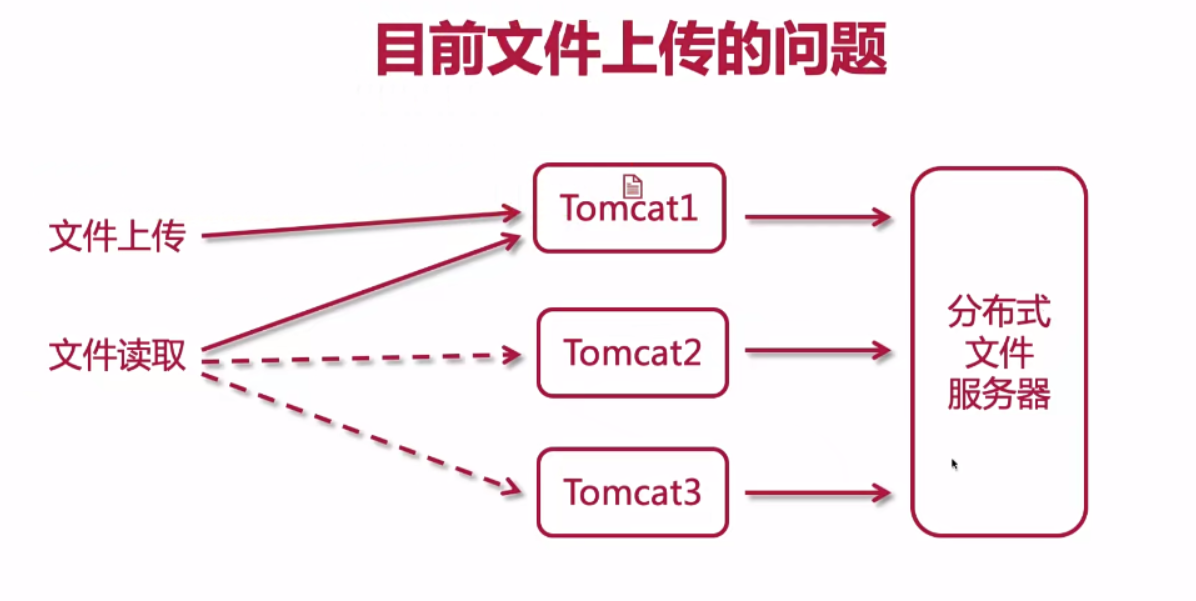 目前文件上传的问题
文件上传
文件读取
Tomcat1
Tomcat2
Tomcat3
分布式
文件
服务器